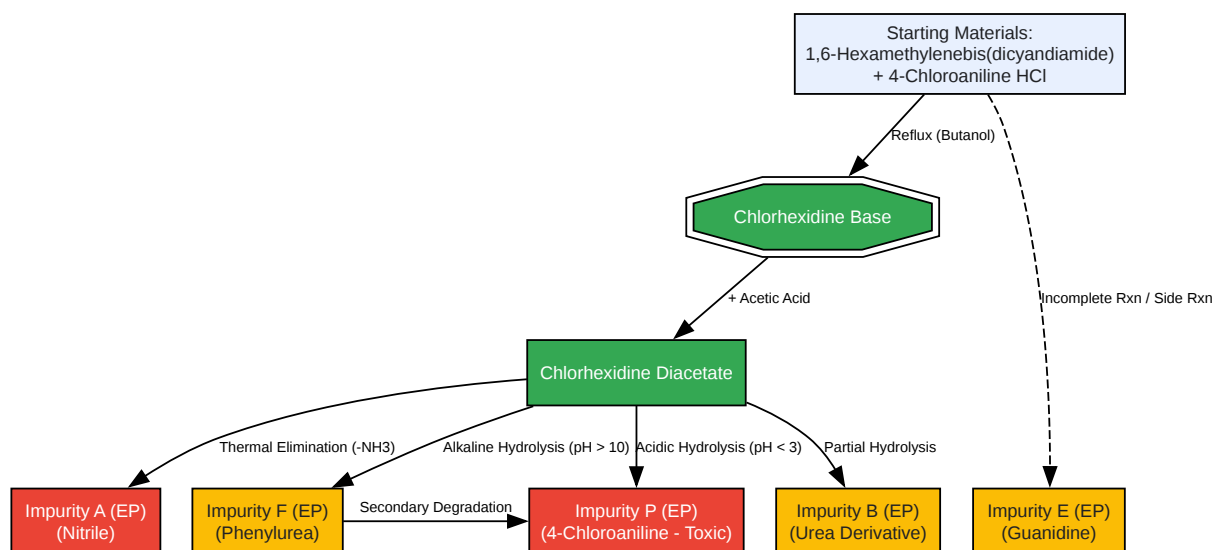 Starting Materials:
1,6-Hexamethylenebis(dicyandiamide)
+ 4-Chloroaniline HCl
Reflux (Butanol)
Chlorhexidine Base
+ Acetic Acid
Incomplete Rxn / Side Rxn
Chlorhexidine Diacetate
Thermal Elimination (-NH3)
Alkaline Hydrolysis (pH > 10)
Acidic Hydrolysis (pH < 3)
Partial Hydrolysis
Impurity A (EP)
(Nitrile)
Impurity F (EP)
(Phenylurea)
Secondary Degradation
Impurity P (EP)
(4-Chloroaniline - Toxic)
Impurity B (EP)
(Urea Derivative)
Impurity E (EP)
(Guanidine)